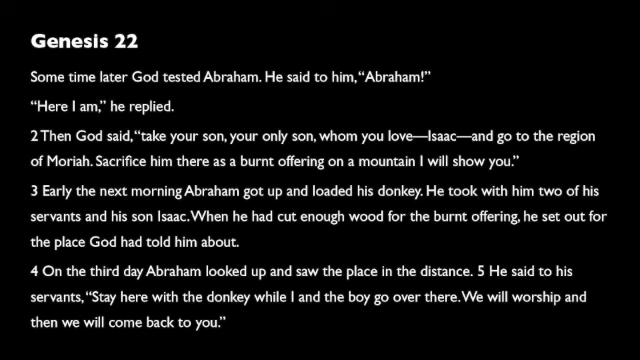 Genesis 22
Some time later God tested Abraham. He said to him, “Abraham!”
“Here I am,” he replied.
2 Then God said, “take your son, your only son, whom you love—Isaac—and go to the region
of Moriah. Sacrifice him there as a burnt offering on a mountain I will show you.”
3 Early the next morning Abraham got up and loaded his donkey. He took with him two of his
servants and his son Isaac. When he had cut enough wood for the burnt offering, he set out for
the place God had told him about.
4 On the third day Abraham looked up and saw the place in the distance. 5 He said to his
servants, “Stay here with the donkey while I and the boy go over there. We will worship and
then we will come back to you.”